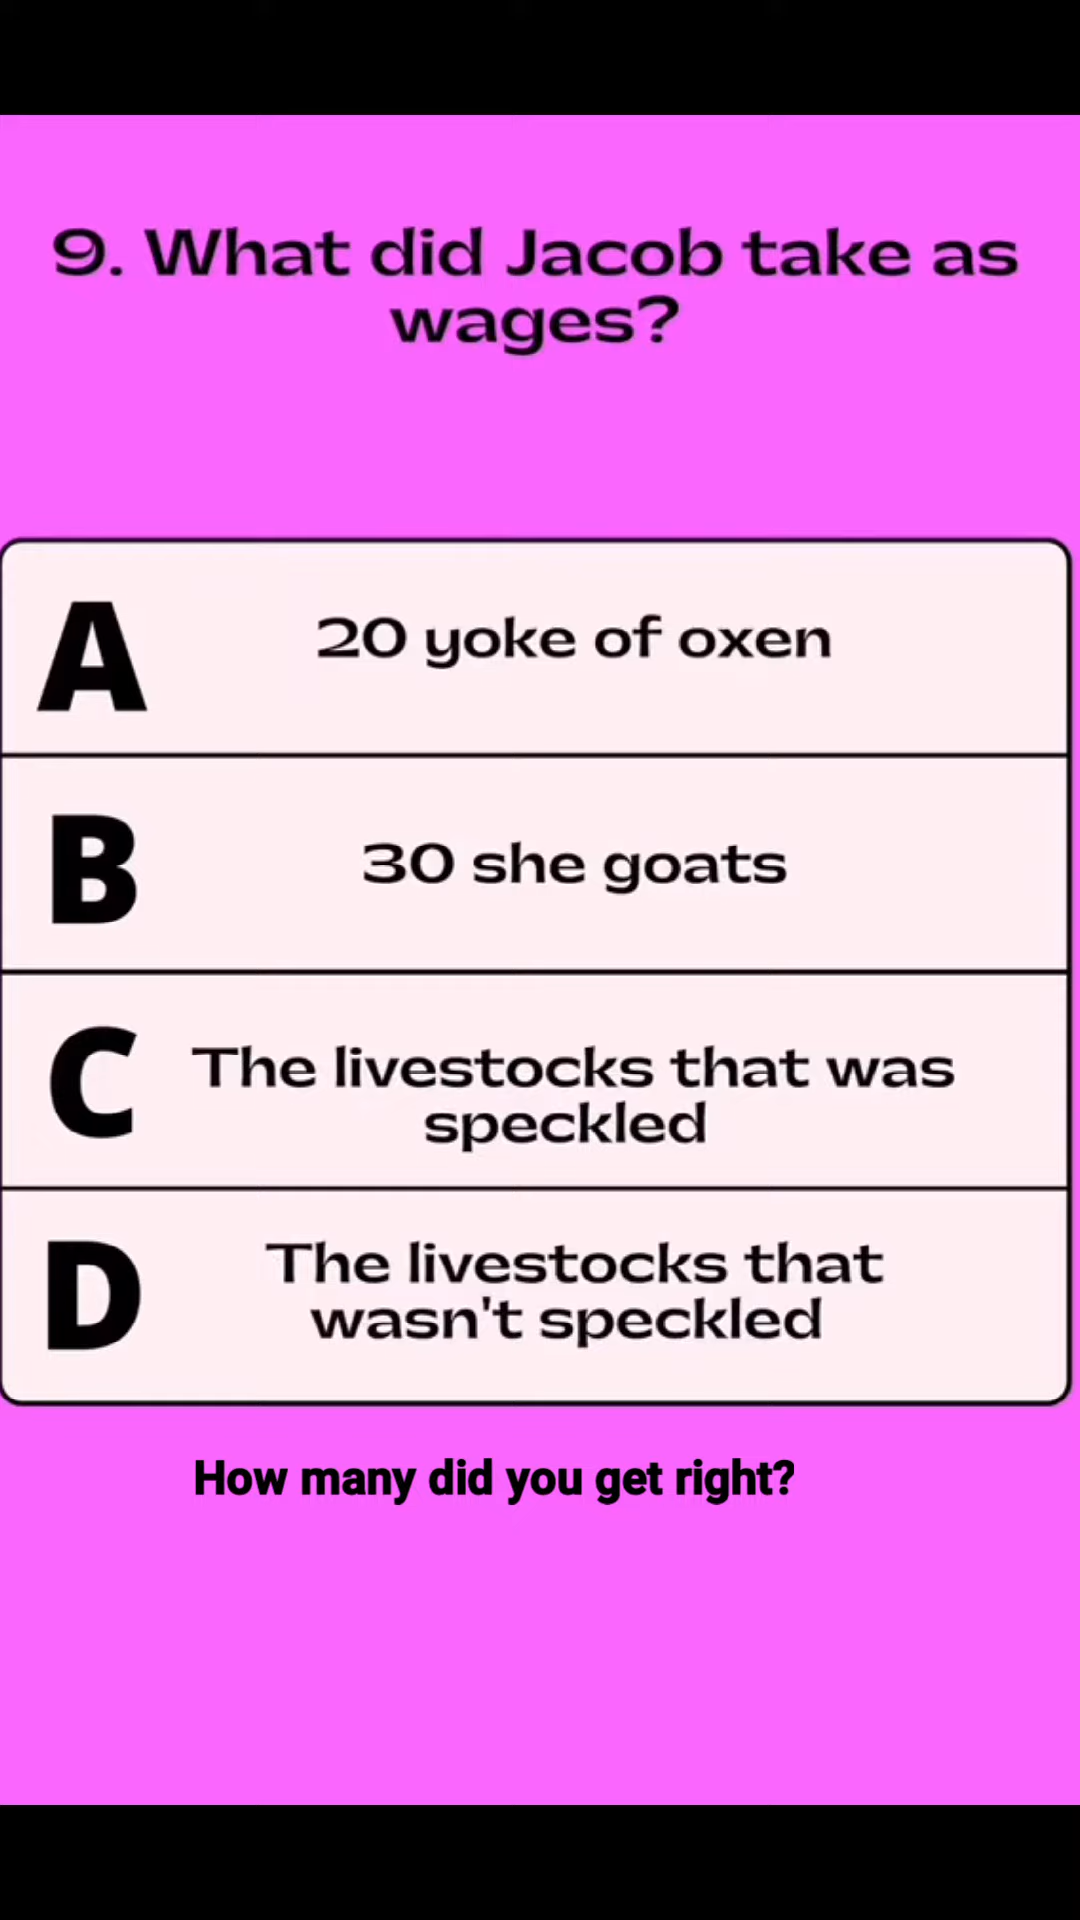 9. What did Jacob take as
wages?
A
20 yoke of oxen
B
30 she goats
C
The livestocks that was
speckled
D
The livestocks that
wasn't speckled
How many did you get right?